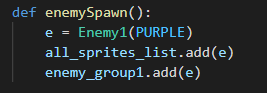 def enemySpawn():
    e = Enemy1(PURPLE)
    all_sprites_list.add(e)
    enemy_group1.add(e)